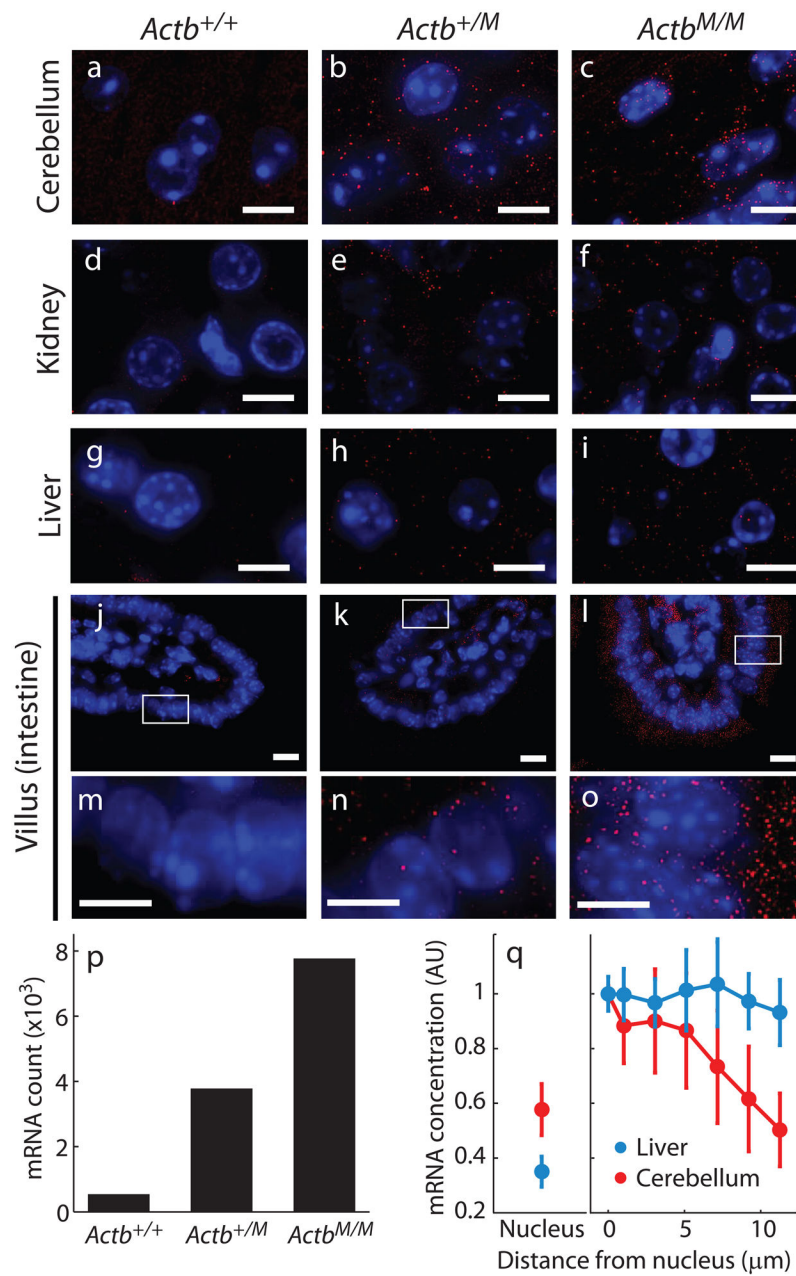 Actb+/+ Actb+/M ActbM/M
Cerebellum
a b c
Kidney
d e f
Liver
g h i
Villus (intestine)
j k l
m n o
p
mRNA count (x10³)
8
6
4
2
0
Actb+/+ Actb+/M ActbM/M
q
mRNA concentration (AU)
1
0.8
0.6
0.4
0.2
Liver
Cerebellum
Nucleus 0 5 10
Distance from nucleus (μm)